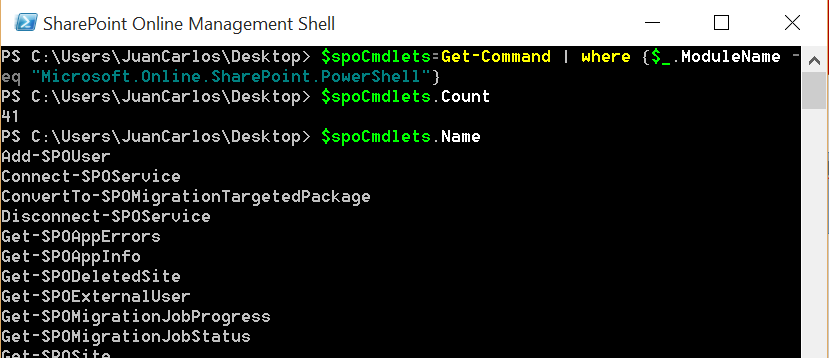 SharePoint Online Management Shell
PS C:\Users\JuanCarlos\Desktop> $spoCmdlets=Get-Command | where {$_.ModuleName -
eq "Microsoft.Online.SharePoint.PowerShell"}
PS C:\Users\JuanCarlos\Desktop> $spoCmdlets.Count
41
PS C:\Users\JuanCarlos\Desktop> $spoCmdlets.Name
Add-SPOUser
Connect-SPOService
ConvertTo-SPOMigrationTargetedPackage
Disconnect-SPOService
Get-SPOAppErrors
Get-SPOAppInfo
Get-SPODeletedSite
Get-SPOExternalUser
Get-SPOMigrationJobProgress
Get-SPOMigrationJobStatus
Get-SPOSite